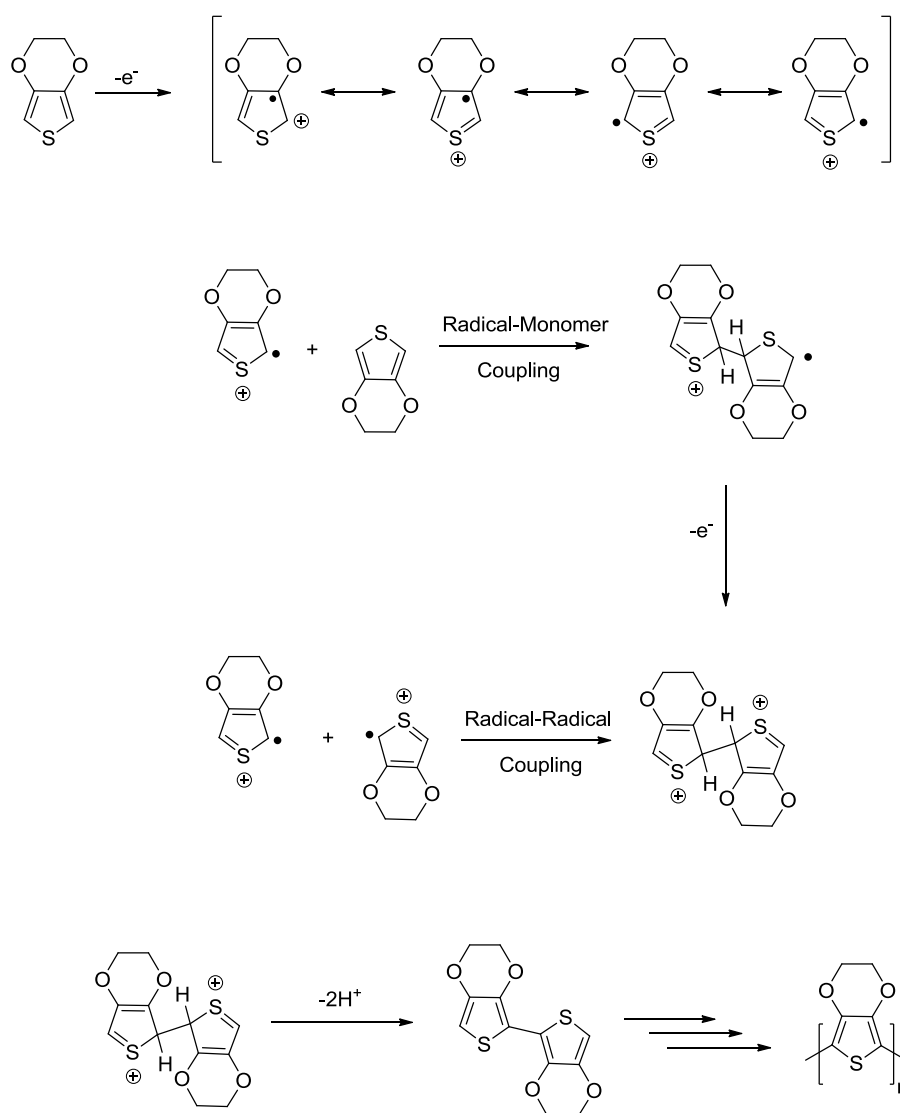 O O O O O O O O O O
-e⁻
⊕
S S S S S
⊕ ⊕ ⊕
O O
O O
S
Radical-Monomer
H S
+
S
⊕
Coupling
S H
⊕
O O
O O
-e⁻
O O
⊕
S
O O
⊕
H S
Radical-Radical
+
S
⊕
Coupling
S H
⊕
O O
O O
O O
⊕
H S
-2H⁺
O O
O O
S
S H
⊕
S
S
O O
O O